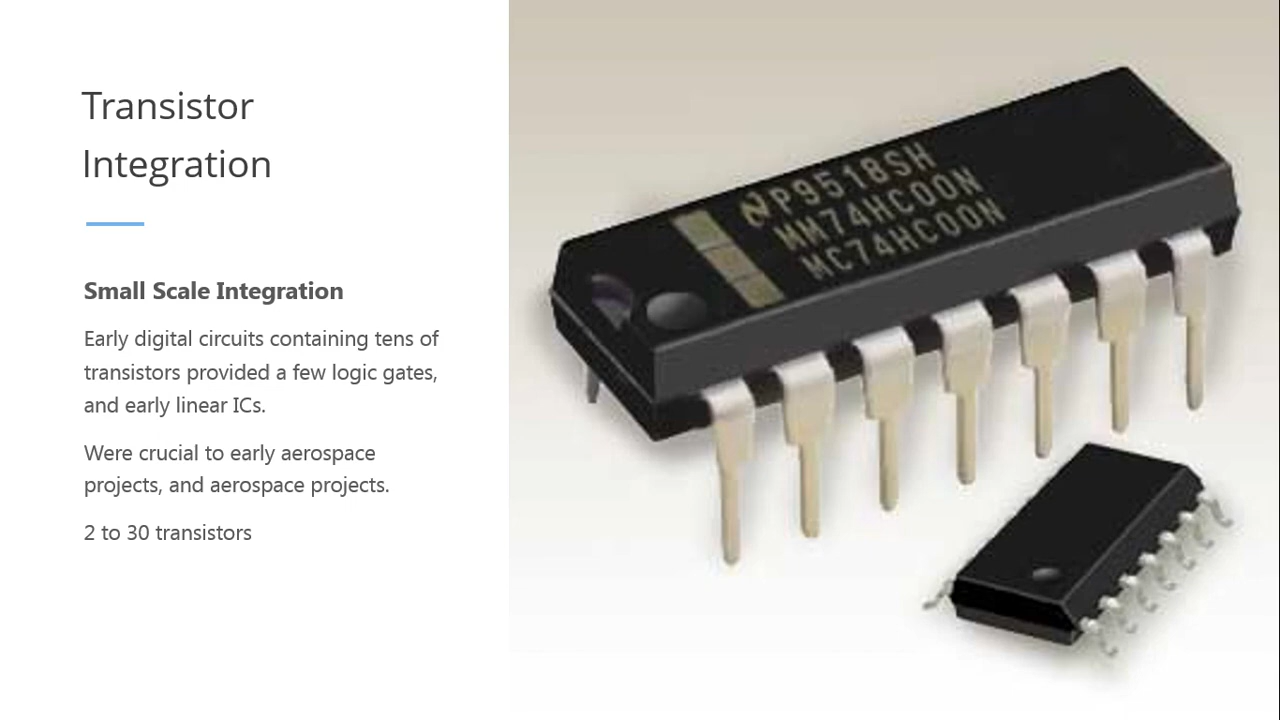 Transistor
Integration
Small Scale Integration
Early digital circuits containing tens of
transistors provided a few logic gates,
and early linear ICs.
Were crucial to early aerospace
projects, and aerospace projects.
2 to 30 transistors
P9518SH
MM74HC00N
MC74HC00N